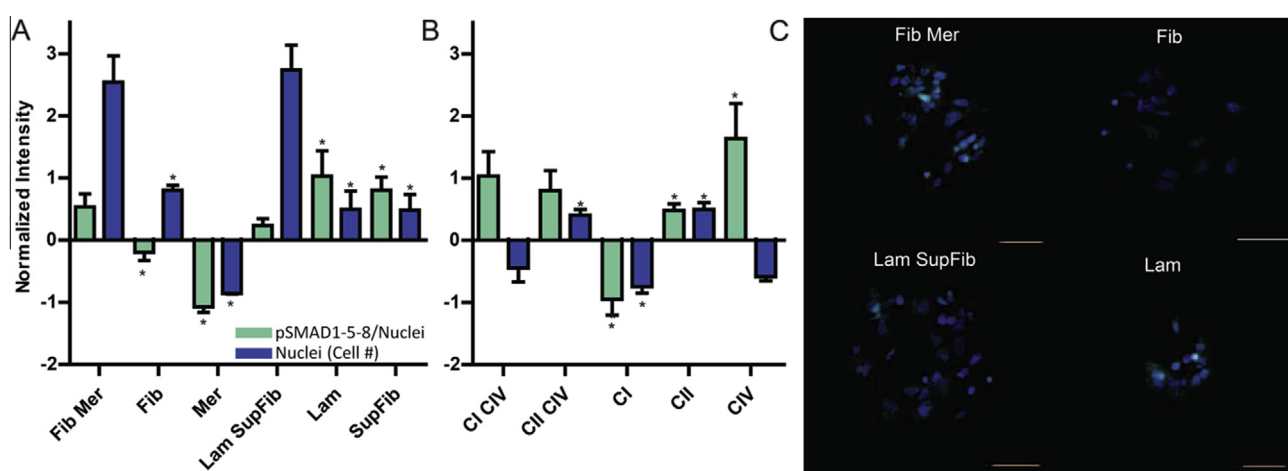 A
B
C
Normalized Intensity
3
2
1
0
-1
-2
*
*
*
*
*
*
*
*
pSMAD1-5-8/Nuclei
Nuclei (Cell #)
Fib Mer
Fib
Mer
Lam SupFib
Lam
SupFib
3
2
1
0
-1
-2
*
*
*
*
*
*
CI CIV
CII CIV
CI
CII
CIV
Fib Mer
Fib
Lam SupFib
Lam